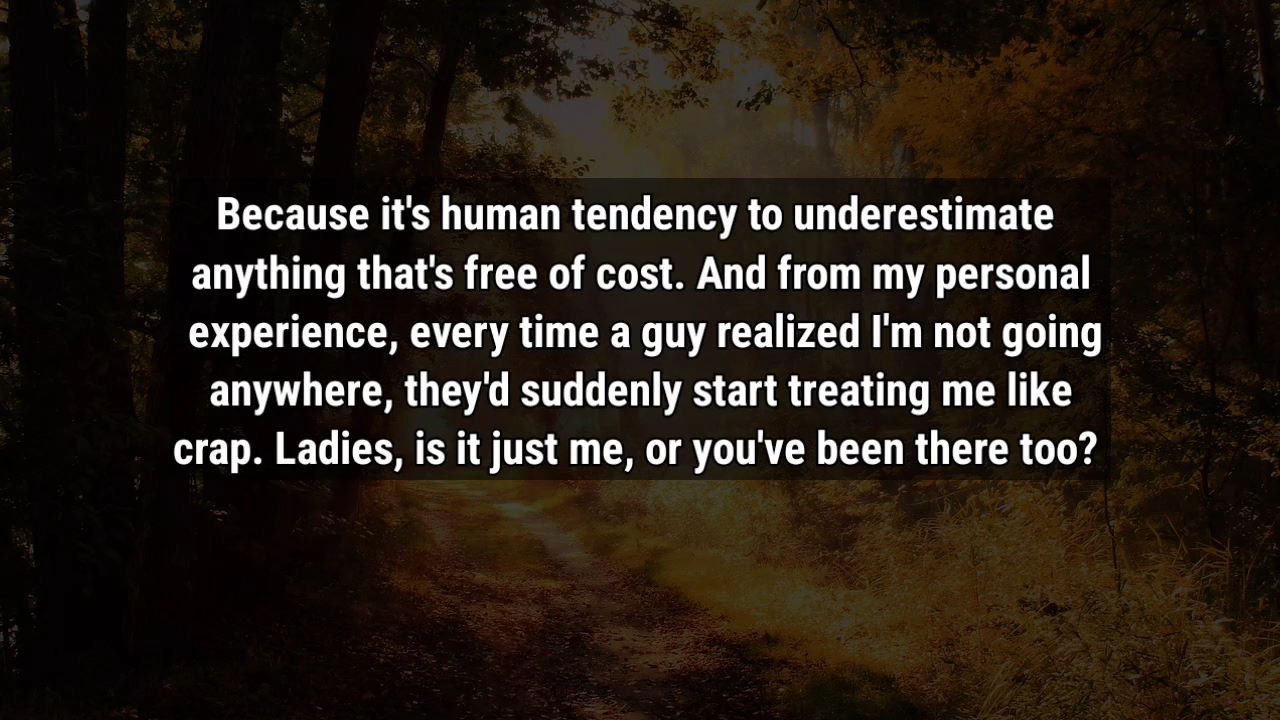 Because it's human tendency to underestimate
anything that's free of cost. And from my personal
experience, every time a guy realized I'm not going
anywhere, they'd suddenly start treating me like
crap. Ladies, is it just me, or you've been there too?